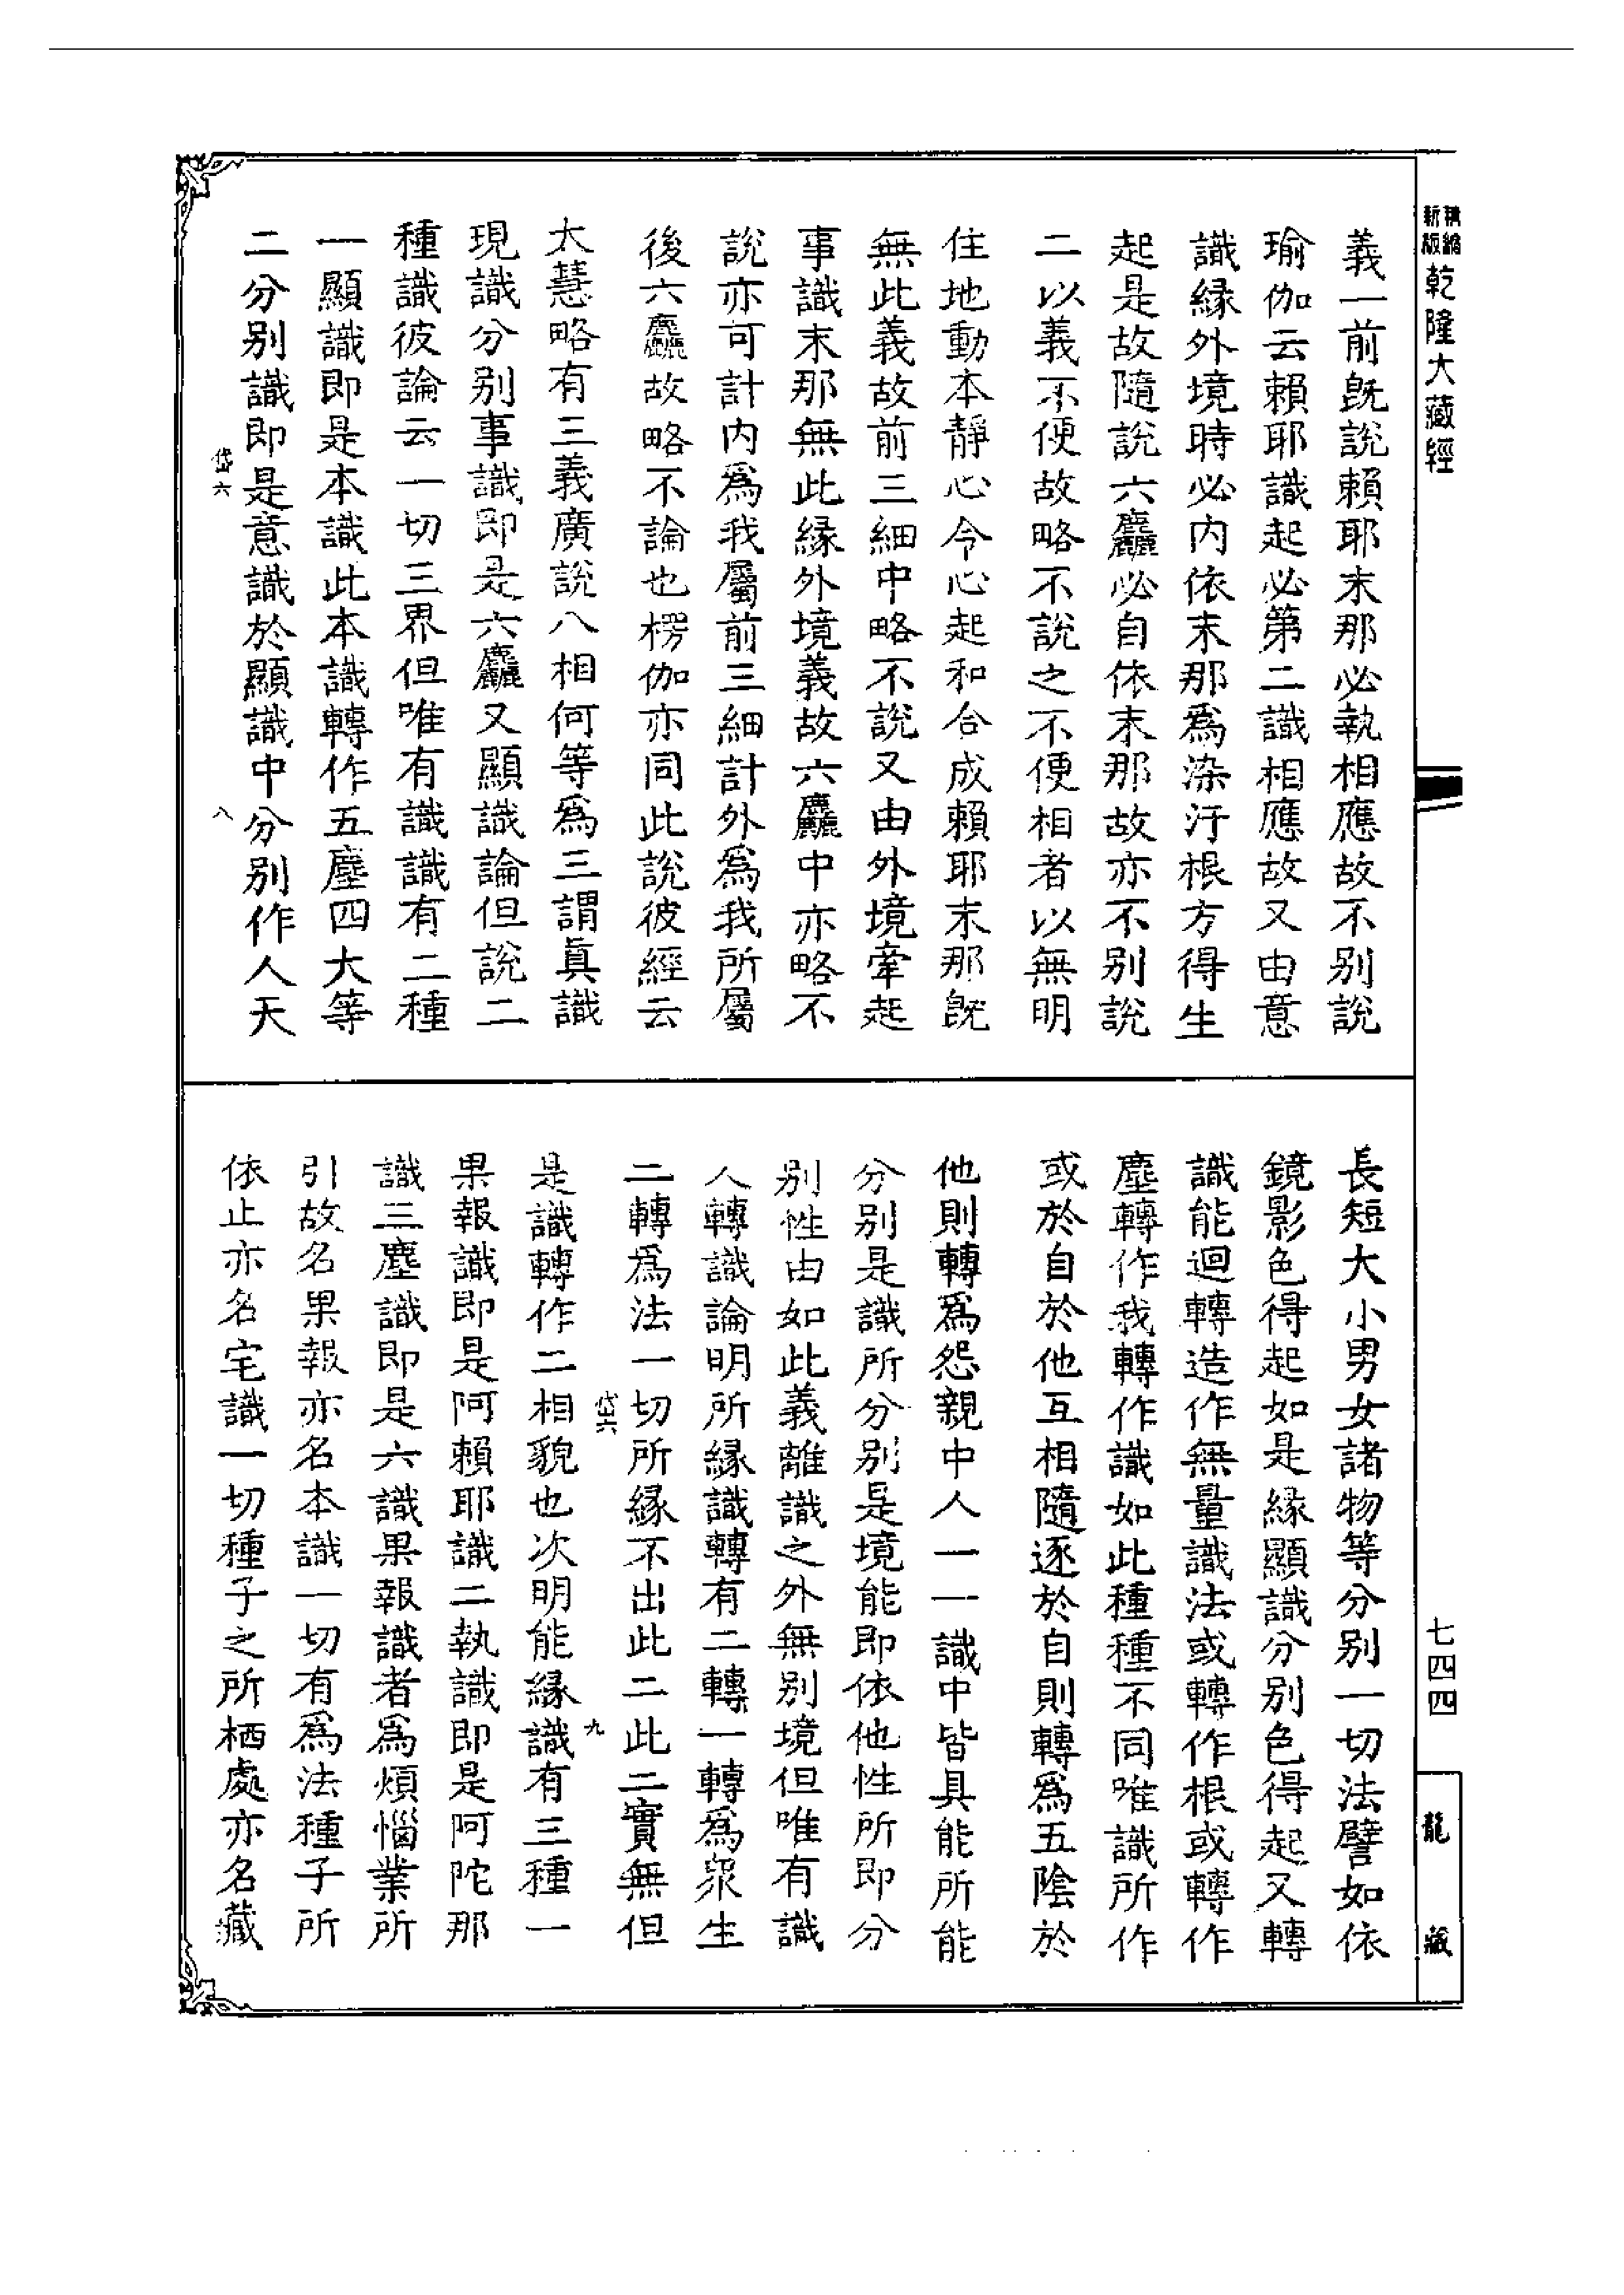 精縮新版 乾隆大藏經
七四四
龍藏
義一前既說賴耶末那必執相應故不別說
瑜伽云賴耶識起必第二識相應故又由意
識緣外境時必內依末那爲染汙根方得生
起是故隨說六麤必自依末那故亦不別說
二以義不便故略不說之不便相者以無明
住地動本靜心令心起和合成賴耶末那既
無此義故前三細中略不說又由外境牽起
事識末那無此緣外境義故六麤中亦略不
說亦可計內爲我屬前三細計外爲我所屬
後六麤故略不論也楞伽亦同此說彼經云
大慧略有三義廣說八相何等爲三謂真識
現識分別事識即是六麤又顯識論但說二
種識彼論云一切三界但唯有識識有二種
一顯識即是本識此本識轉作五塵四大等
二分別識即是意識於顯識中分別作人天
岱六
八
長短大小男女諸物等分別一切法譬如依
鏡影色得起如是緣顯識分別色得起又轉
識能迴轉造作無量識法或轉作根或轉作
塵轉作我轉作識如此種種不同唯識所作
或於自於他互相隨逐於自則轉爲五陰於
他則轉爲怨親中人一一識中皆具能所能
分別是識所分別是境能即依他性所即分
別性由如此義離識之外無別境但唯有識
人轉識論明所緣識轉有二轉一轉爲眾生
二轉爲法一切所緣不出此二此二實無但
岱六
九
是識轉作二相貌也次明能緣識有三種一
果報識即是阿賴耶識二執識即是阿陀那
識三塵識即是六識果報識者爲煩惱業所
引故名果報亦名本識一切有爲法種子所
依止亦名宅識一切種子之所栖處亦名藏